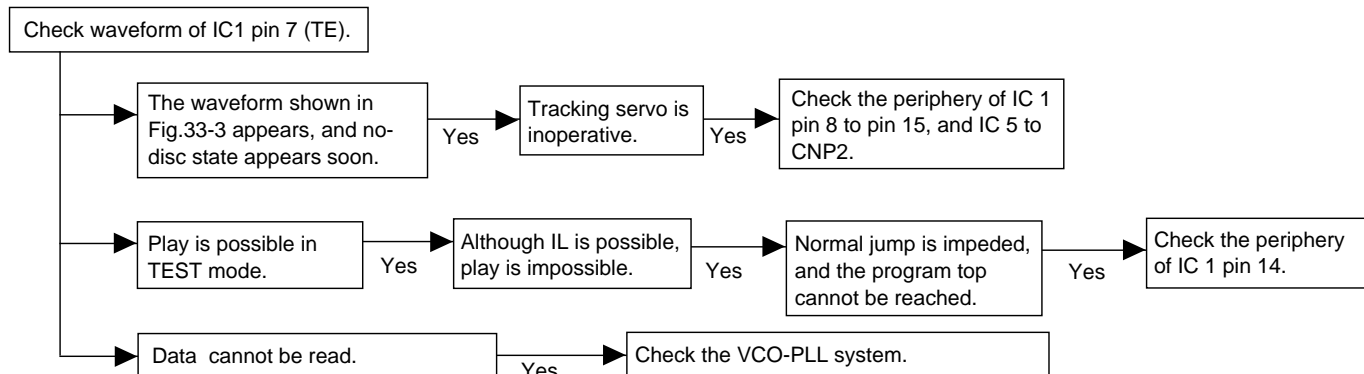 Check waveform of IC1 pin 7 (TE).
The waveform shown in
Fig.33-3 appears, and no-
disc state appears soon.
Yes
Tracking servo is
inoperative.
Yes
Check the periphery of IC 1
pin 8 to pin 15, and IC 5 to
CNP2.
Play is possible in
TEST mode.
Yes
Although IL is possible,
play is impossible.
Yes
Normal jump is impeded,
and the program top
cannot be reached.
Yes
Check the periphery
of IC 1 pin 14.
Data cannot be read.
Yes
Check the VCO-PLL system.